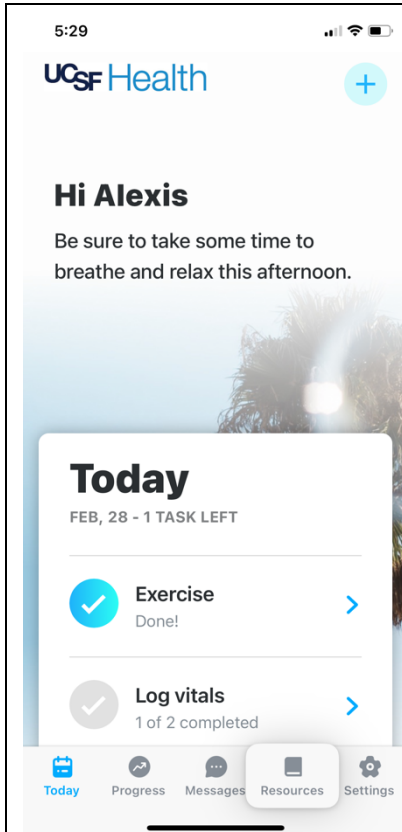 5:29
UCSF Health
Hi Alexis
Be sure to take some time to
breathe and relax this afternoon.
Today
FEB, 28 - 1 TASK LEFT
Exercise
Done!
Log vitals
1 of 2 completed
Today Progress Messages Resources Settings